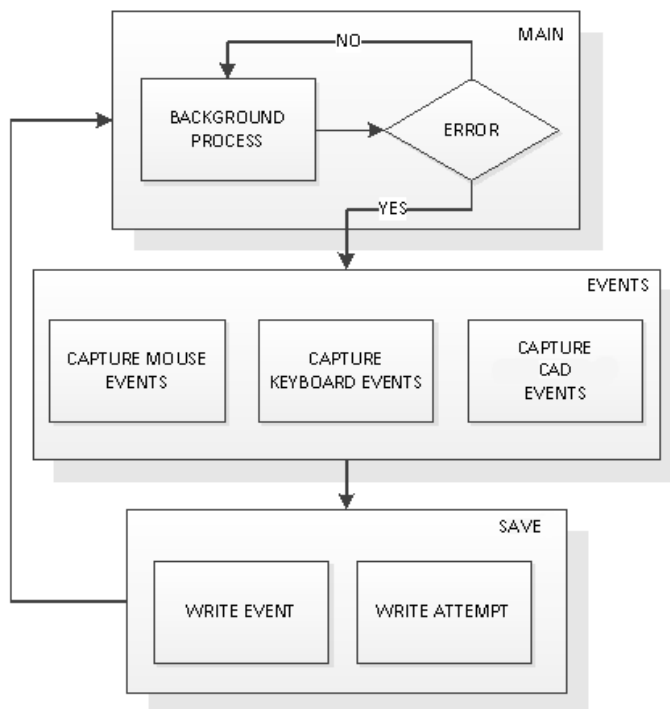 MAIN
NO
BACKGROUND
PROCESS
ERROR
YES
EVENTS
CAPTURE MOUSE
EVENTS
CAPTURE
KEYBOARD EVENTS
CAPTURE
CAD
EVENTS
SAVE
WRITE EVENT
WRITE ATTEMPT